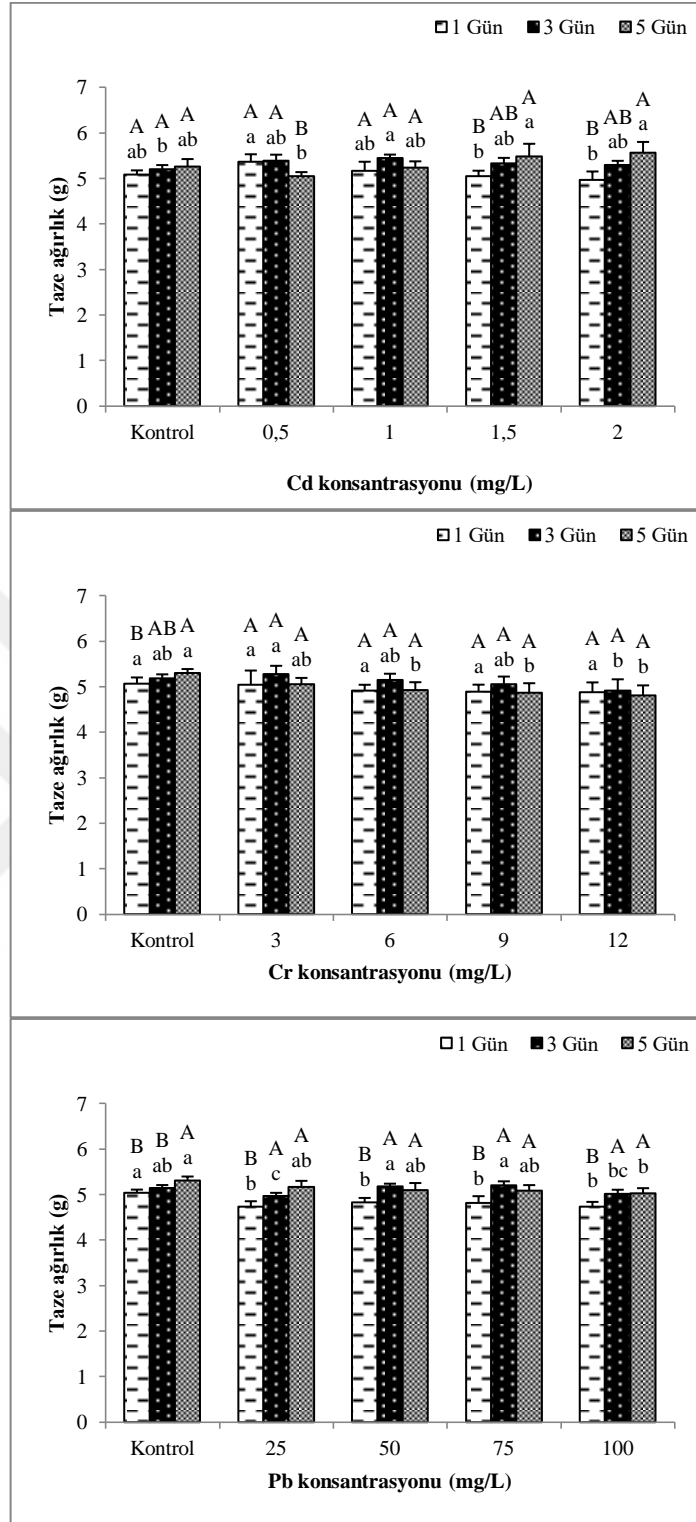 1 Gün 3 Gün 5 Gün
7
6
5
4
3
2
1
0
Taze ağırlık (g)
A A A A A B A A A B AB A B AB A
ab b ab a ab b ab a ab b ab a b ab a
Kontrol 0,5 1 1,5 2
Cd konsantrasyonu (mg/L)
1 Gün 3 Gün 5 Gün
7
6
5
4
3
2
1
0
Taze ağırlık (g)
B AB A A A A A A A A A A A A A
a ab a a a ab a ab b a ab b a b b
Kontrol 3 6 9 12
Cr konsantrasyonu (mg/L)
1 Gün 3 Gün 5 Gün
7
6
5
4
3
2
1
0
Taze ağırlık (g)
B B A B A A B A A B A A B A A
a ab a b c ab b a ab b a ab b bc b
Kontrol 25 50 75 100
Pb konsantrasyonu (mg/L)